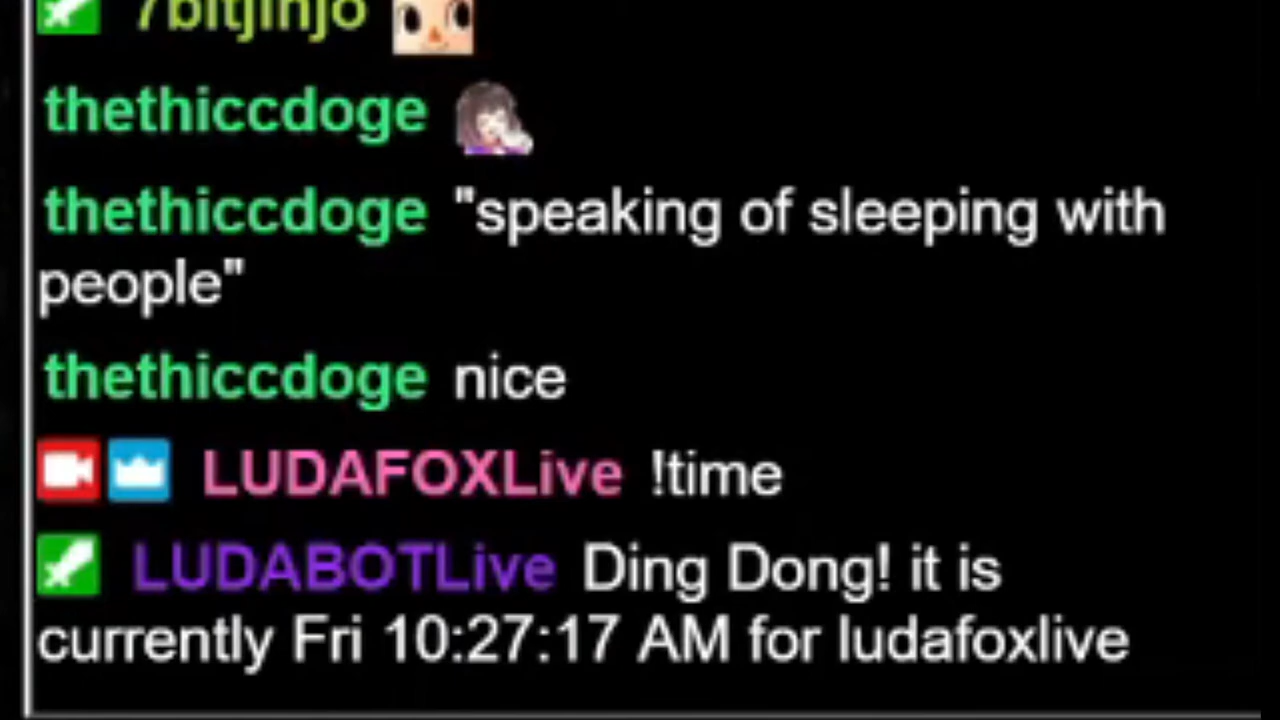 7bitjinjo
thethiccdoge
thethiccdoge "speaking of sleeping with
people"
thethiccdoge nice
LUDAFOXLive !time
LUDABOTLive Ding Dong! it is
currently Fri 10:27:17 AM for ludafoxlive